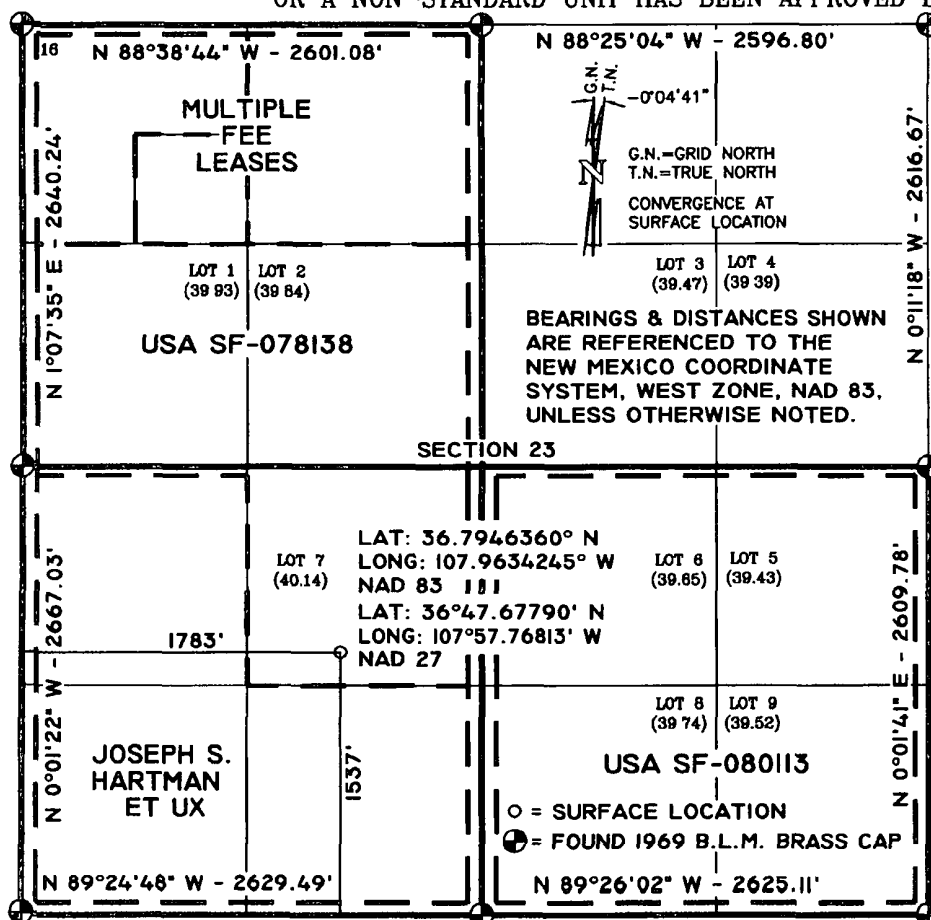 OR A NON-STANDARD UNIT HAS BEEN APPROVED
16
N 88°38'44" W - 2601.08'
N 88°25'04" W - 2596.80'
MULTIPLE
FEE
LEASES
G.N.
T.N.
-0°04'41"
G.N.=GRID NORTH
T.N.=TRUE NORTH
CONVERGENCE AT
SURFACE LOCATION
N
N 1°07'35" E - 2640.24'
N 0°11'18" W - 2616.67'
LOT 1
(39 93)
LOT 2
(39 84)
LOT 3
(39.47)
LOT 4
(39 39)
USA SF-078138
BEARINGS & DISTANCES SHOWN
ARE REFERENCED TO THE
NEW MEXICO COORDINATE
SYSTEM, WEST ZONE, NAD 83,
UNLESS OTHERWISE NOTED.
SECTION 23
LOT 7
(40.14)
LAT: 36.7946360° N
LONG: 107.9634245° W
NAD 83
LAT: 36°47.67790' N
LONG: 107°57.76813' W
NAD 27
LOT 6
(39.65)
LOT 5
(39.43)
N 0°01'22" W - 2667.03'
N 0°01'41" E - 2609.78'
1783'
1537'
LOT 8
(39 74)
LOT 9
(39.52)
JOSEPH S.
HARTMAN
ET UX
USA SF-080113
= SURFACE LOCATION
= FOUND 1969 B.L.M. BRASS CAP
N 89°24'48" W - 2629.49'
N 89°26'02" W - 2625.11'